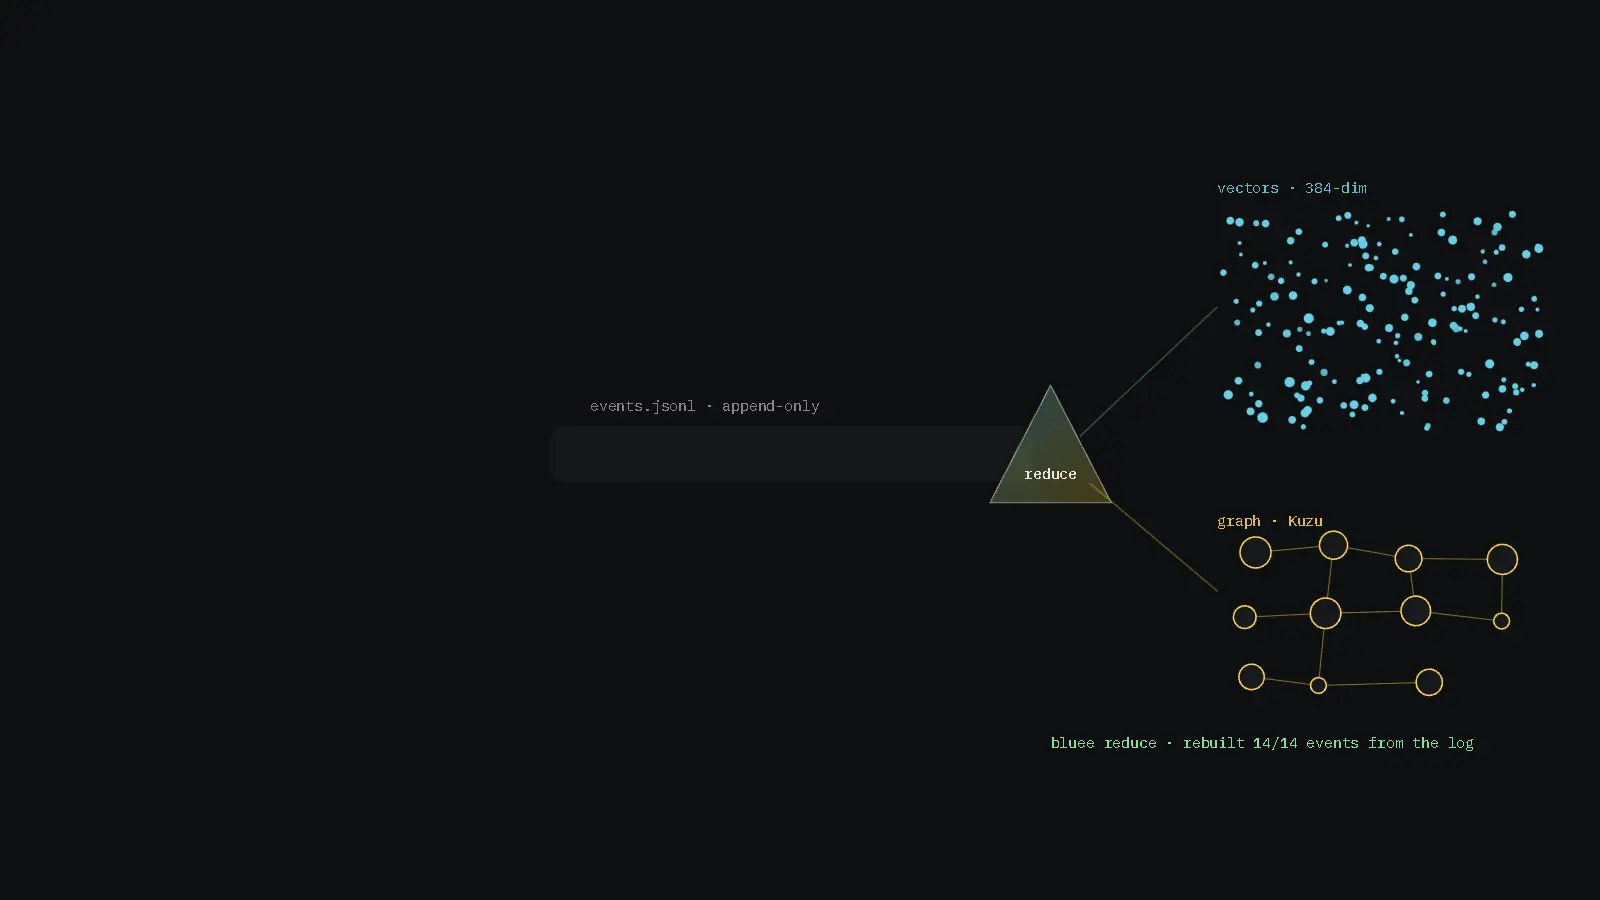 vectors · 384-dim
events.jsonl · append-only
reduce
graph · Kuzu
bluee reduce · rebuilt 14/14 events from the log